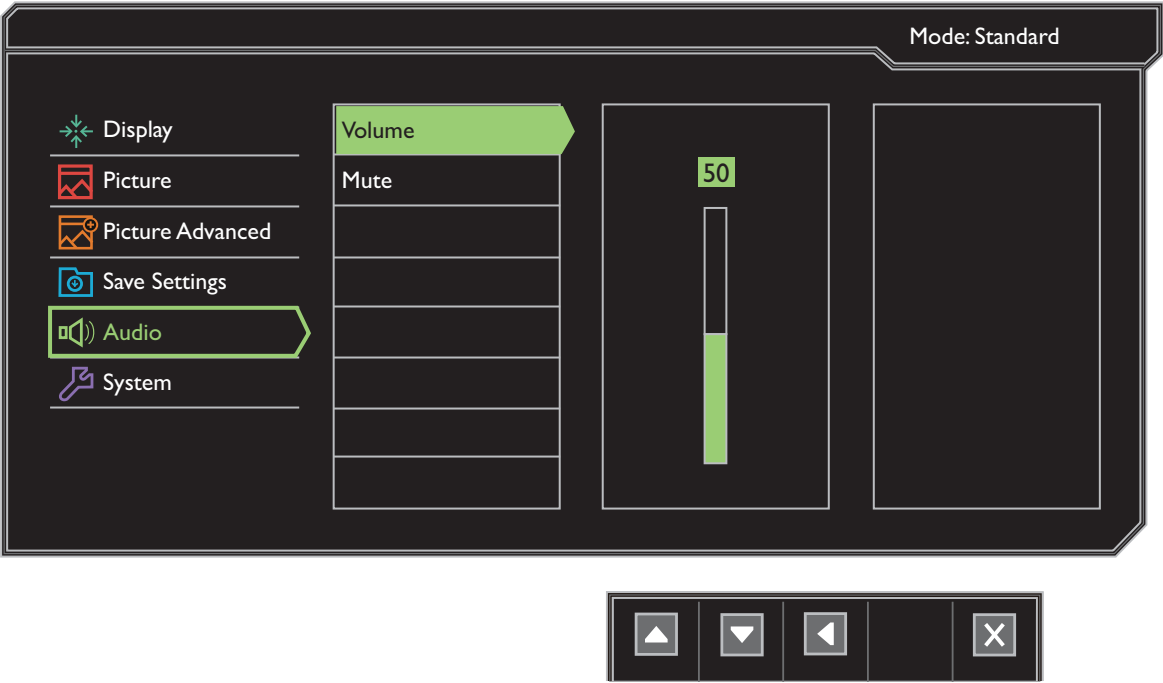 Mode: Standard
Display
Picture
Picture Advanced
Save Settings
Audio
System
Volume
Mute
50
X